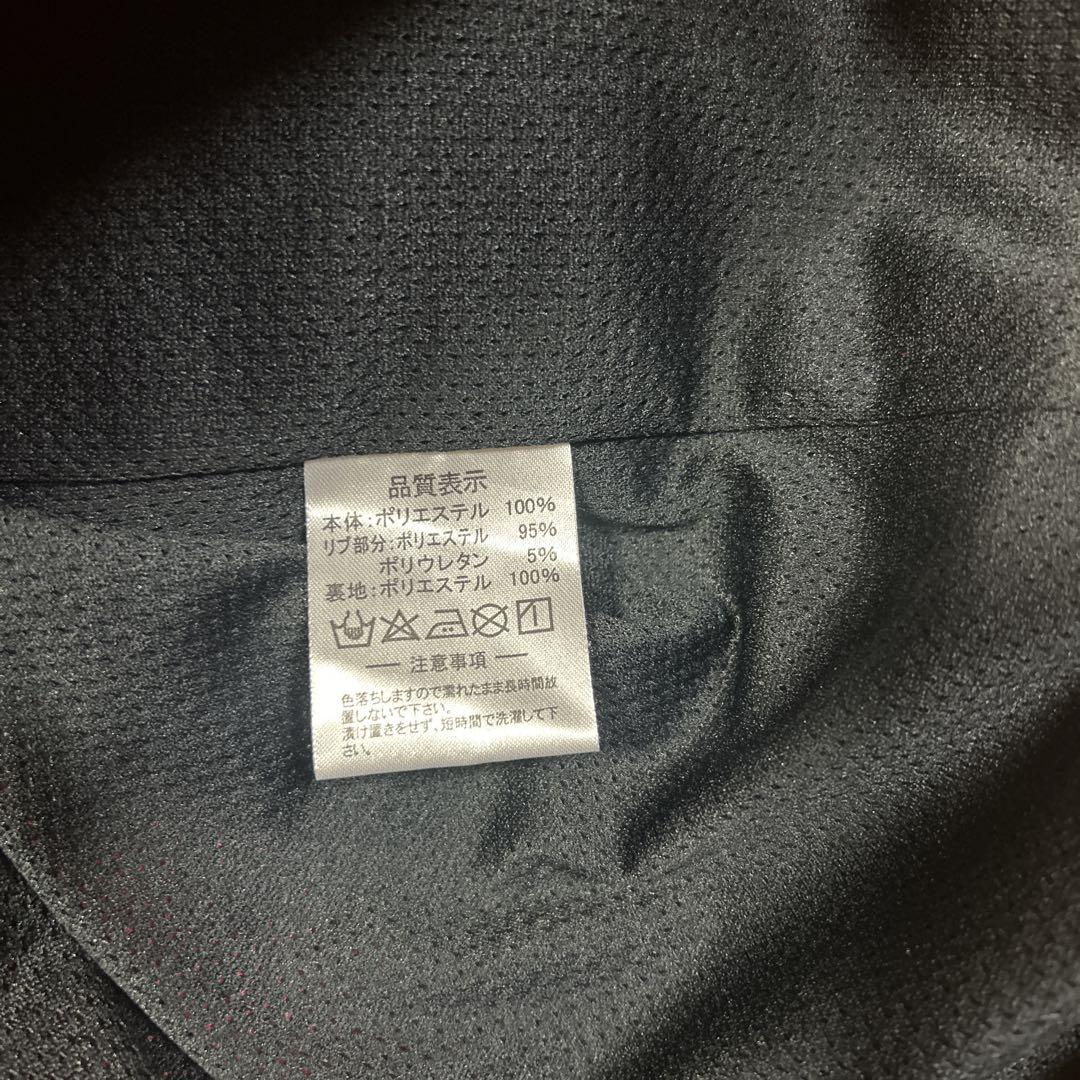 品質表示
本体:ポリエステル 100%
リブ部分:ポリエステル 95%
ポリウレタン 5%
裏地:ポリエステル 100%
注意事項
色落ちしますので濡れたまま長時間放
置しないで下さい。
漬け置きをせず、短時間で洗濯して下
さい。